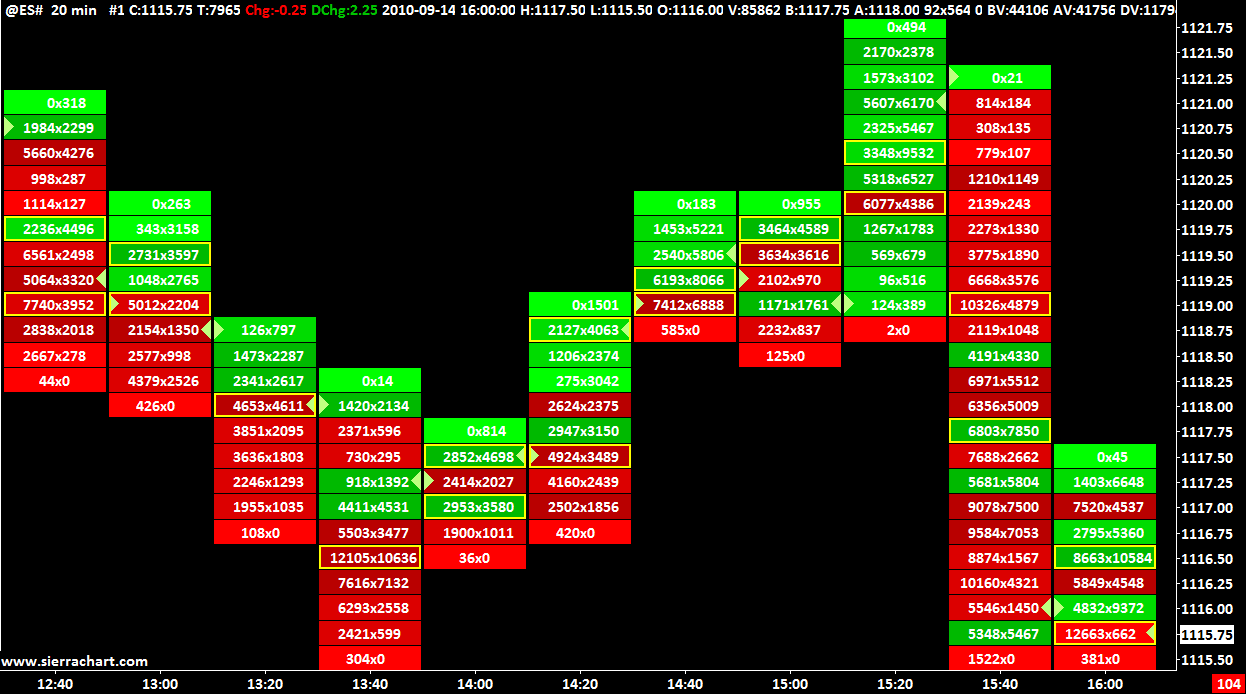 @ES# 20 min #1 C:1115.75 T:7965 Chg:-0.25 DChg:2.25 2010-09-14 16:00:00 H:1117.50 L:1115.50 O:1116.00 V:85862 B:1117.75 A:1118.00 92x564 0 BV:44106 AV:41756 DV:1179
0x494 1121.75
2170x2378 1121.50
1573x3102 0x21 1121.25
0x318 5607x6170 814x184 1121.00
1984x2299 2325x5467 308x135 1120.75
5660x4276 3348x9532 779x107 1120.50
998x287 5318x6527 1210x1149 1120.25
1114x127 0x263 0x183 0x955 6077x4386 2139x243 1120.00
2236x4496 343x3158 1453x5221 3464x4589 1267x1783 2273x1330 1119.75
6561x2498 2731x3597 2540x5806 3634x3616 569x679 3775x1890 1119.50
5064x3320 1048x2765 6193x8066 2102x970 96x516 6668x3576 1119.25
7740x3952 5012x2204 0x1501 7412x6888 1171x1761 124x389 10326x4879 1119.00
2838x2018 2154x1350 126x797 2127x4063 585x0 2232x837 2x0 2119x1048 1118.75
2667x278 2577x998 1473x2287 1206x2374 125x0 4191x4330 1118.50
44x0 4379x2526 2341x2617 0x14 275x3042 6971x5512 1118.25
426x0 4653x4611 1420x2134 2624x2375 6356x5009 1118.00
3851x2095 2371x596 0x814 2947x3150 6803x7850 1117.75
3636x1803 730x295 2852x4698 4924x3489 7688x2662 0x45 1117.50
2246x1293 918x1392 2414x2027 4160x2439 5681x5804 1403x6648 1117.25
1955x1035 4411x4531 2953x3580 2502x1856 9078x7500 7520x4537 1117.00
108x0 5503x3477 1900x1011 420x0 9584x7053 2795x5360 1116.75
12105x10636 36x0 8874x1567 8663x10584 1116.50
7616x7132 10160x4321 5849x4548 1116.25
6293x2558 5546x1450 4832x9372 1116.00
2421x599 5348x5467 12663x662 1115.75
www.sierrachart.com 304x0 1522x0 381x0 1115.50
12:40 13:00 13:20 13:40 14:00 14:20 14:40 15:00 15:20 15:40 16:00 104